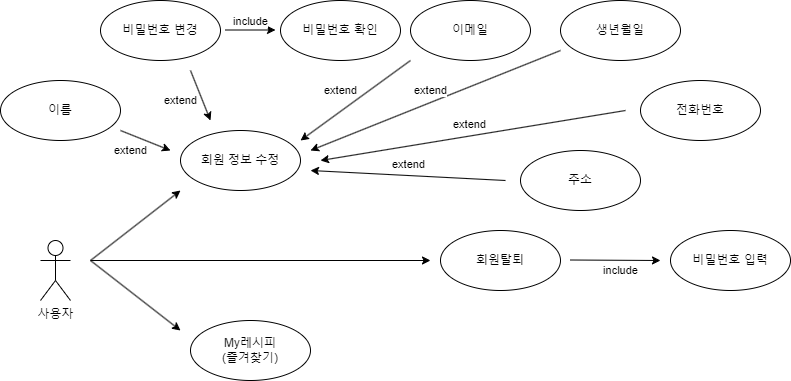 비밀번호 변경
include
비밀번호 확인
이메일
생년월일
이름
extend
extend
extend
전화번호
extend
extend
회원 정보 수정
extend
주소
사용자
회원탈퇴
include
비밀번호 입력
My레시피
(즐겨찾기)